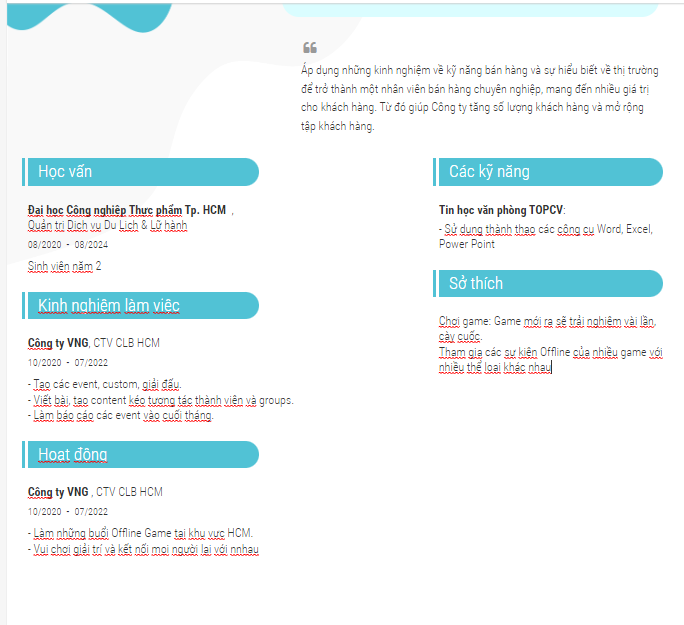 Áp dụng những kinh nghiệm về kỹ năng bán hàng và sự hiểu biết về thị trường
để trở thành một nhân viên bán hàng chuyên nghiệp, mang đến nhiều giá trị
cho khách hàng. Từ đó giúp Công ty tăng số lượng khách hàng và mở rộng
tập khách hàng.
Học vấn
Đại học Công nghiệp Thực phẩm Tp. HCM ,
Quản trị Dịch vụ Du Lịch & Lữ hành
08/2020 - 08/2024
Sinh viên năm 2
Kinh nghiệm làm việc
Công ty VNG, CTV CLB HCM
10/2020 - 07/2022
- Tạo các event, custom, giải đấu.
- Viết bài, tạo content kéo tương tác thành viên và groups.
- Làm báo cáo các event vào cuối tháng.
Hoạt động
Công ty VNG , CTV CLB HCM
10/2020 - 07/2022
- Làm những buổi Offline Game tại khu vực HCM.
- Vui chơi giải trí và kết nối mọi người lại với nnhau
Các kỹ năng
Tin học văn phòng TOPCV:
- Sử dụng thành thạo các công cụ Word, Excel,
Power Point
Sở thích
Chơi game: Game mới ra sẽ trải nghiệm vài lần,
cày cuốc.
Tham gia các sự kiện Offline của nhiều game với
nhiều thể loại khác nhau